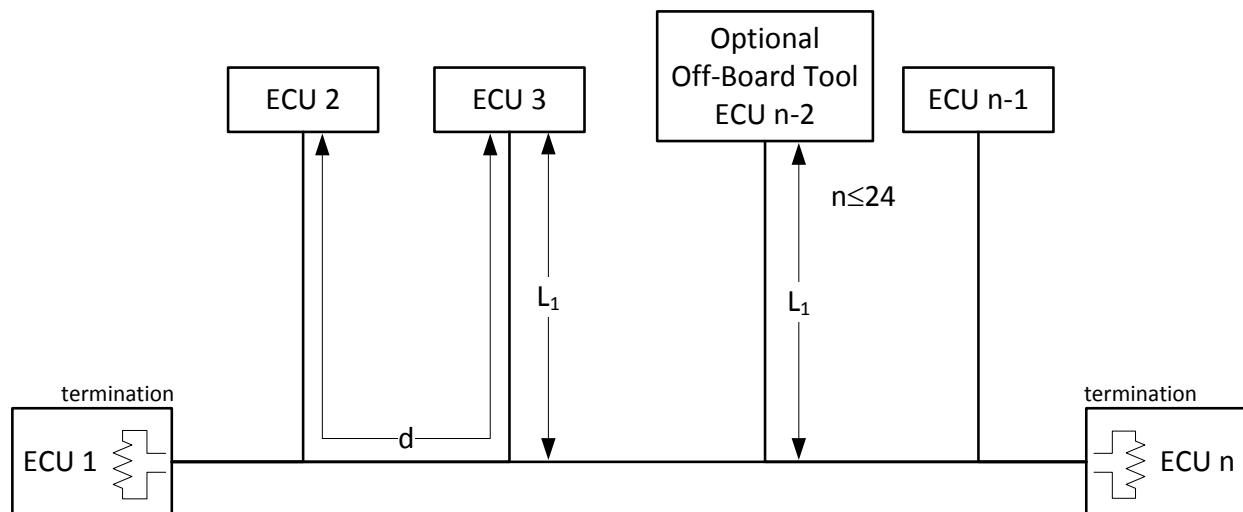 Optional
Off-Board Tool
ECU n-2
ECU 2
ECU 3
ECU n-1
n≤24
L₁
L₁
termination
termination
d
ECU 1
ECU n